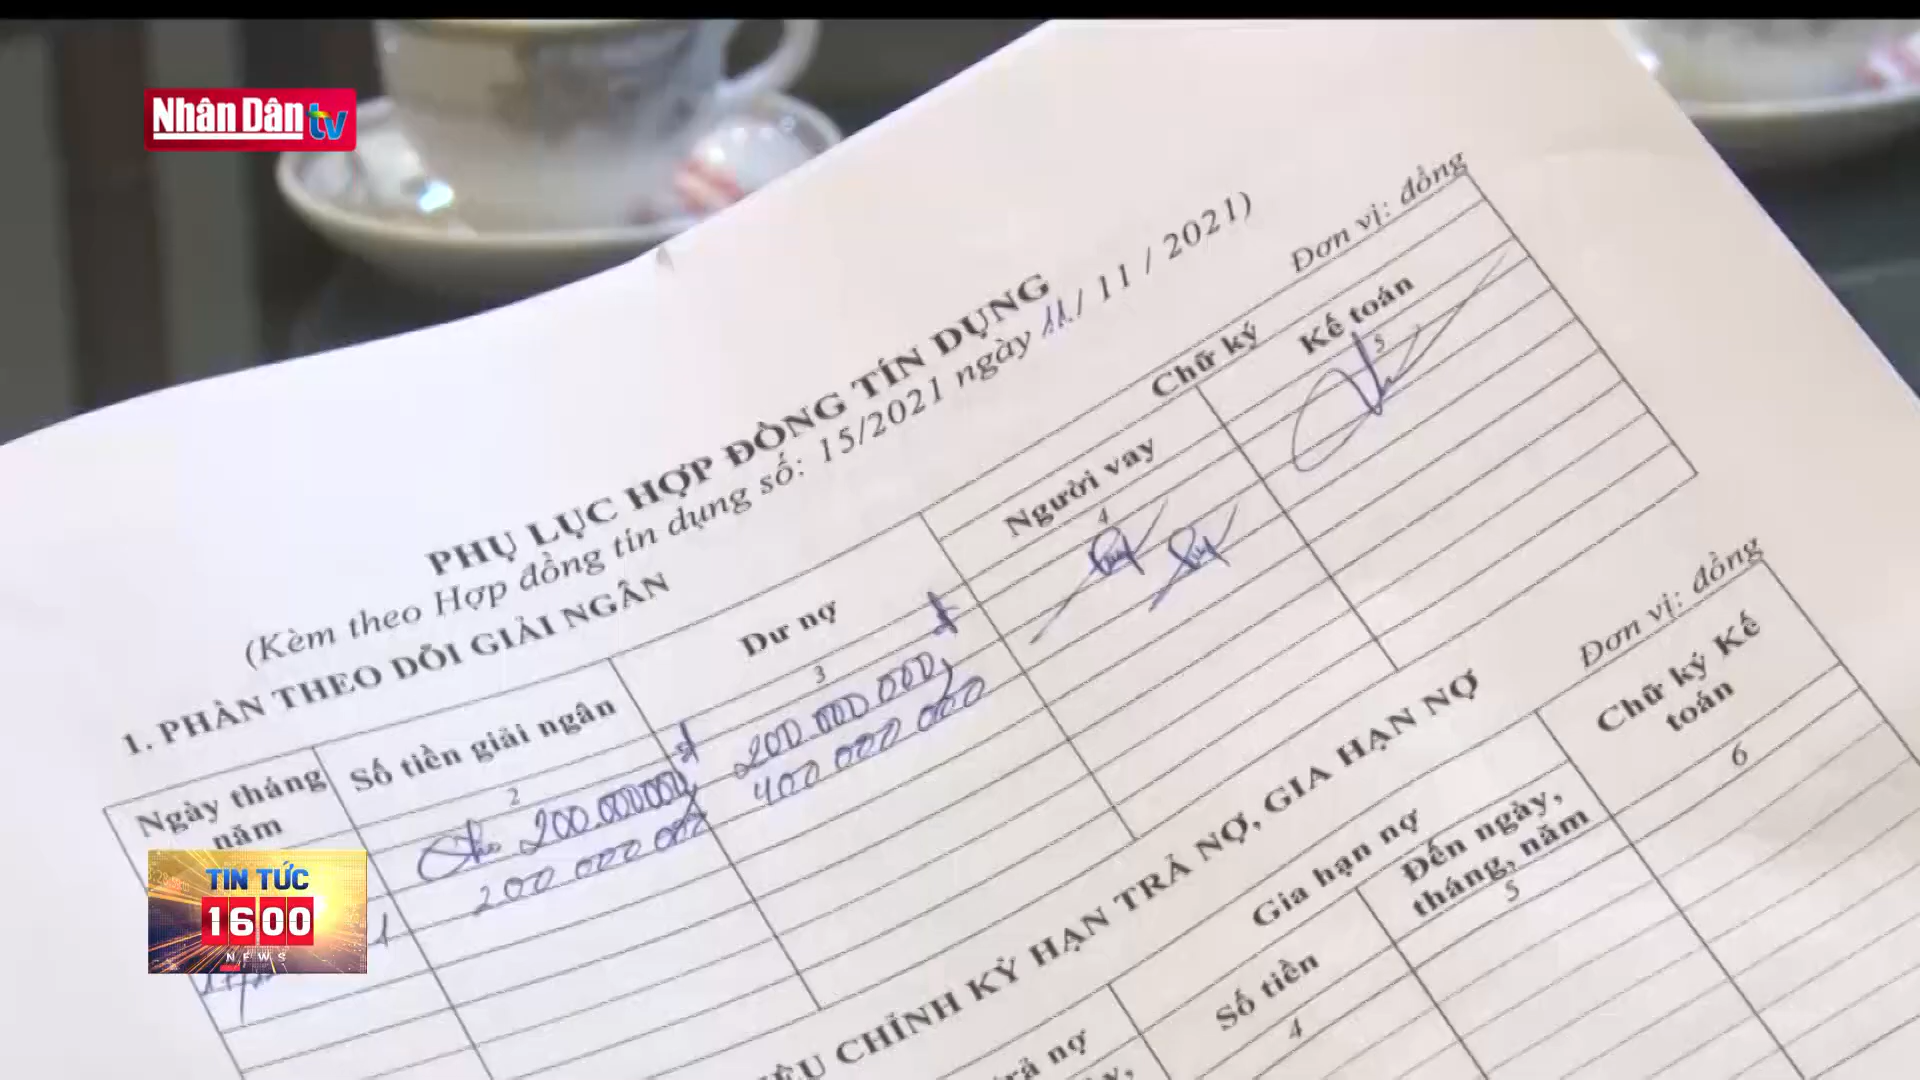 Nhân Dân tv
PHỤ LỤC HỢP ĐỒNG TÍN DỤNG
(Kèm theo Hợp đồng tín dụng số: 15/2021 ngày 11 / 11 / 2021)
1. PHẦN THEO DÕI GIẢI NGÂN
Đơn vị: đồng
Ngày tháng năm
Số tiền giải ngân
Dư nợ
Chữ ký
Người vay
Kế toán
2
3
4
5
200.000000 đ
200.000.000 đ
200 000 000
400 000 000
ỈNH KỲ HẠN TRẢ NỢ, GIA HẠN NỢ
Đơn vị: đồng
Gia hạn nợ
Chữ ký Kế toán
Số tiền
Đến ngày, tháng, năm
4
5
6
TIN TỨC
1600
NEWS